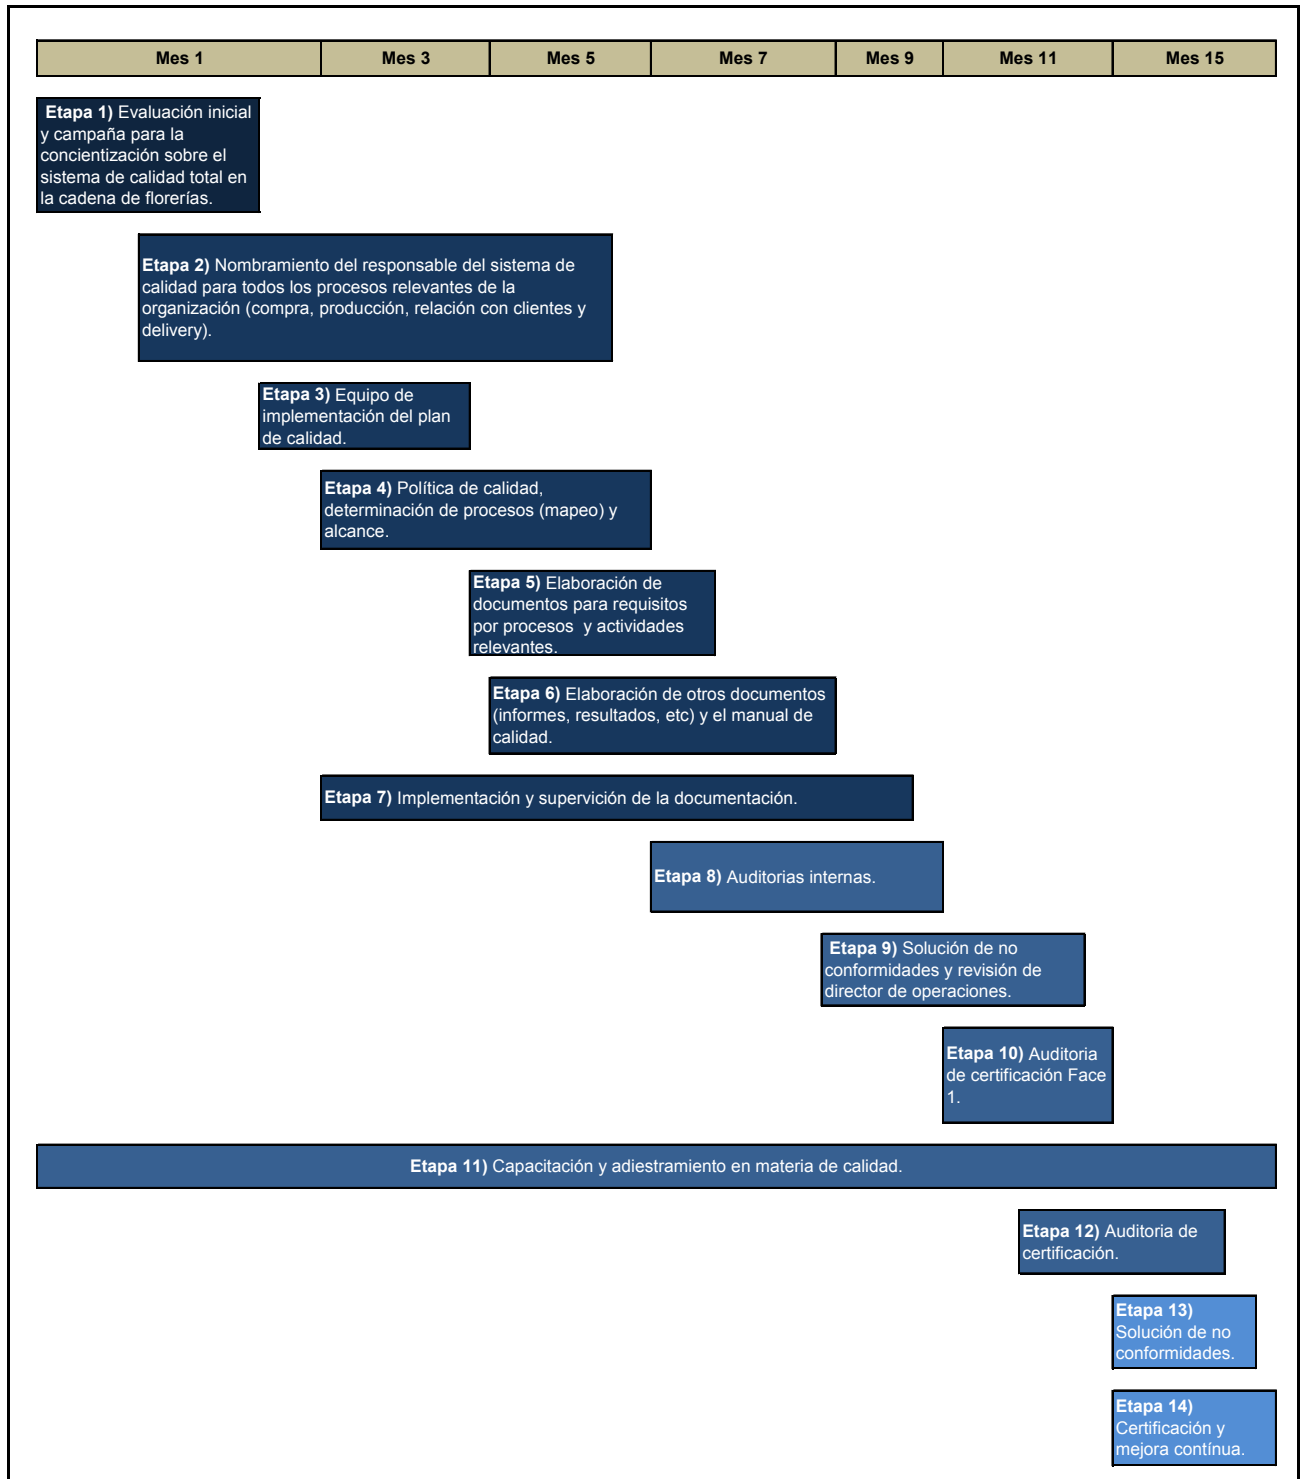 Mes 1 Mes 3 Mes 5 Mes 7 Mes 9 Mes 11 Mes 15
Etapa 1) Evaluación inicial
y campaña para la
concientización sobre el
sistema de calidad total en
la cadena de florerías.
Etapa 2) Nombramiento del responsable del sistema de
calidad para todos los procesos relevantes de la
organización (compra, producción, relación con clientes y
delivery).
Etapa 3) Equipo de
implementación del plan
de calidad.
Etapa 4) Política de calidad,
determinación de procesos (mapeo) y
alcance.
Etapa 5) Elaboración de
documentos para requisitos
por procesos y actividades
relevantes.
Etapa 6) Elaboración de otros documentos
(informes, resultados, etc) y el manual de
calidad.
Etapa 7) Implementación y supervición de la documentación.
Etapa 8) Auditorias internas.
Etapa 9) Solución de no
conformidades y revisión de
director de operaciones.
Etapa 10) Auditoria
de certificación Face
1.
Etapa 11) Capacitación y adiestramiento en materia de calidad.
Etapa 12) Auditoria de
certificación.
Etapa 13)
Solución de no
conformidades.
Etapa 14)
Certificación y
mejora contínua.